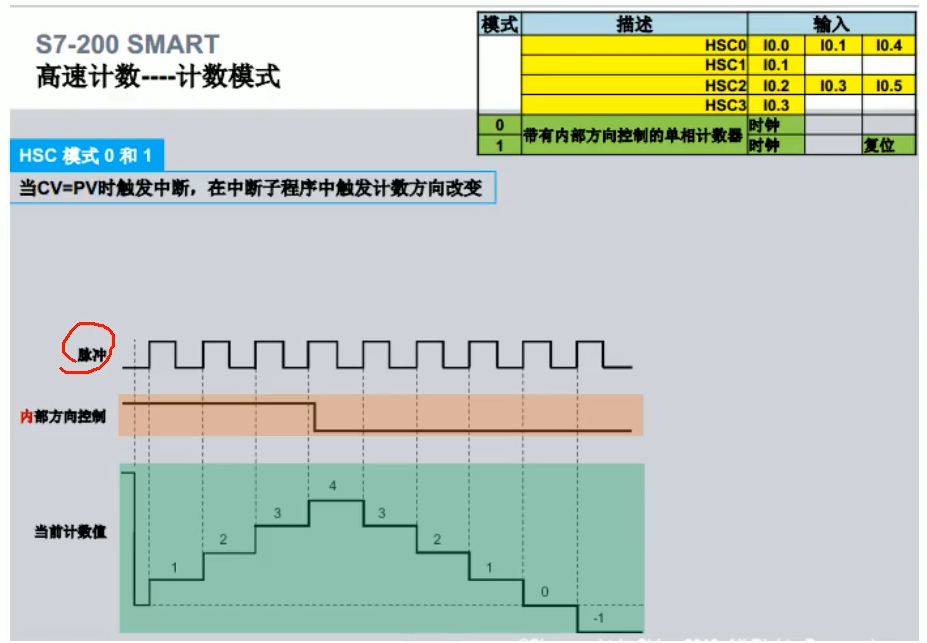 S7-200 SMART
高速计数----计数模式
模式 描述 输入
HSC0 I0.0 I0.1 I0.4
HSC1 I0.1
HSC2 I0.2 I0.3 I0.5
HSC3 I0.3
0 带有内部方向控制的单相计数器 时钟
1 时钟 复位
HSC 模式 0 和 1
当CV=PV时触发中断，在中断子程序中触发计数方向改变
脉冲
内部方向控制
当前计数值
4
3 3
2 2
1 1
0
-1